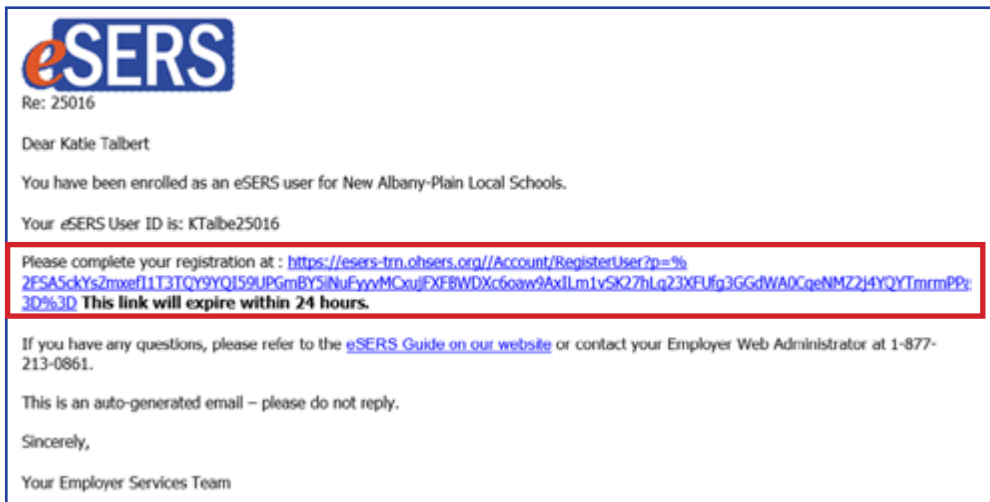 eSERS
Re: 25016
Dear Katie Talbert
You have been enrolled as an eSERS user for New Albany-Plain Local Schools.
Your eSERS User ID is: KTalbe25016
Please complete your registration at : https://esers-trn.ohsers.org//Account/RegisterUser?p=%
3D%3D This link will expire within 24 hours.
If you have any questions, please refer to the eSERS Guide on our website or contact your Employer Web Administrator at 1-877-
213-0861.
This is an auto-generated email – please do not reply.
Sincerely,
Your Employer Services Team